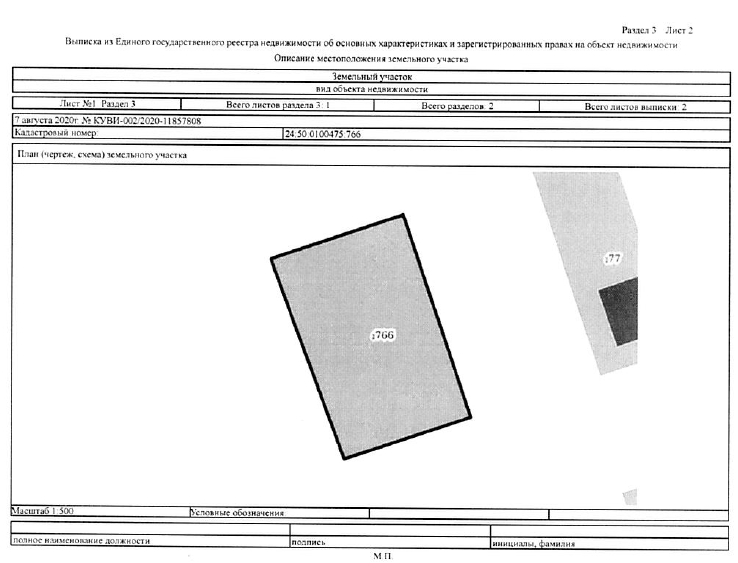 Раздел 3 Лист 2
Выписка из Единого государственного реестра недвижимости об основных характеристиках и зарегистрированных правах на объект недвижимости
Описание местоположения земельного участка
Земельный участок
вид объекта недвижимости
Лист №1 Раздел 3 Всего листов раздела 3: 1 Всего разделов: 2 Всего листов выписки: 2
7 августа 2020г. № КУВИ-002/2020-11857808
Кадастровый номер: 24:50:0100475:766
План (чертеж, схема) земельного участка
:77
:766
Масштаб 1:500 Условные обозначения
полное наименование должности подпись инициалы, фамилия
М.П.